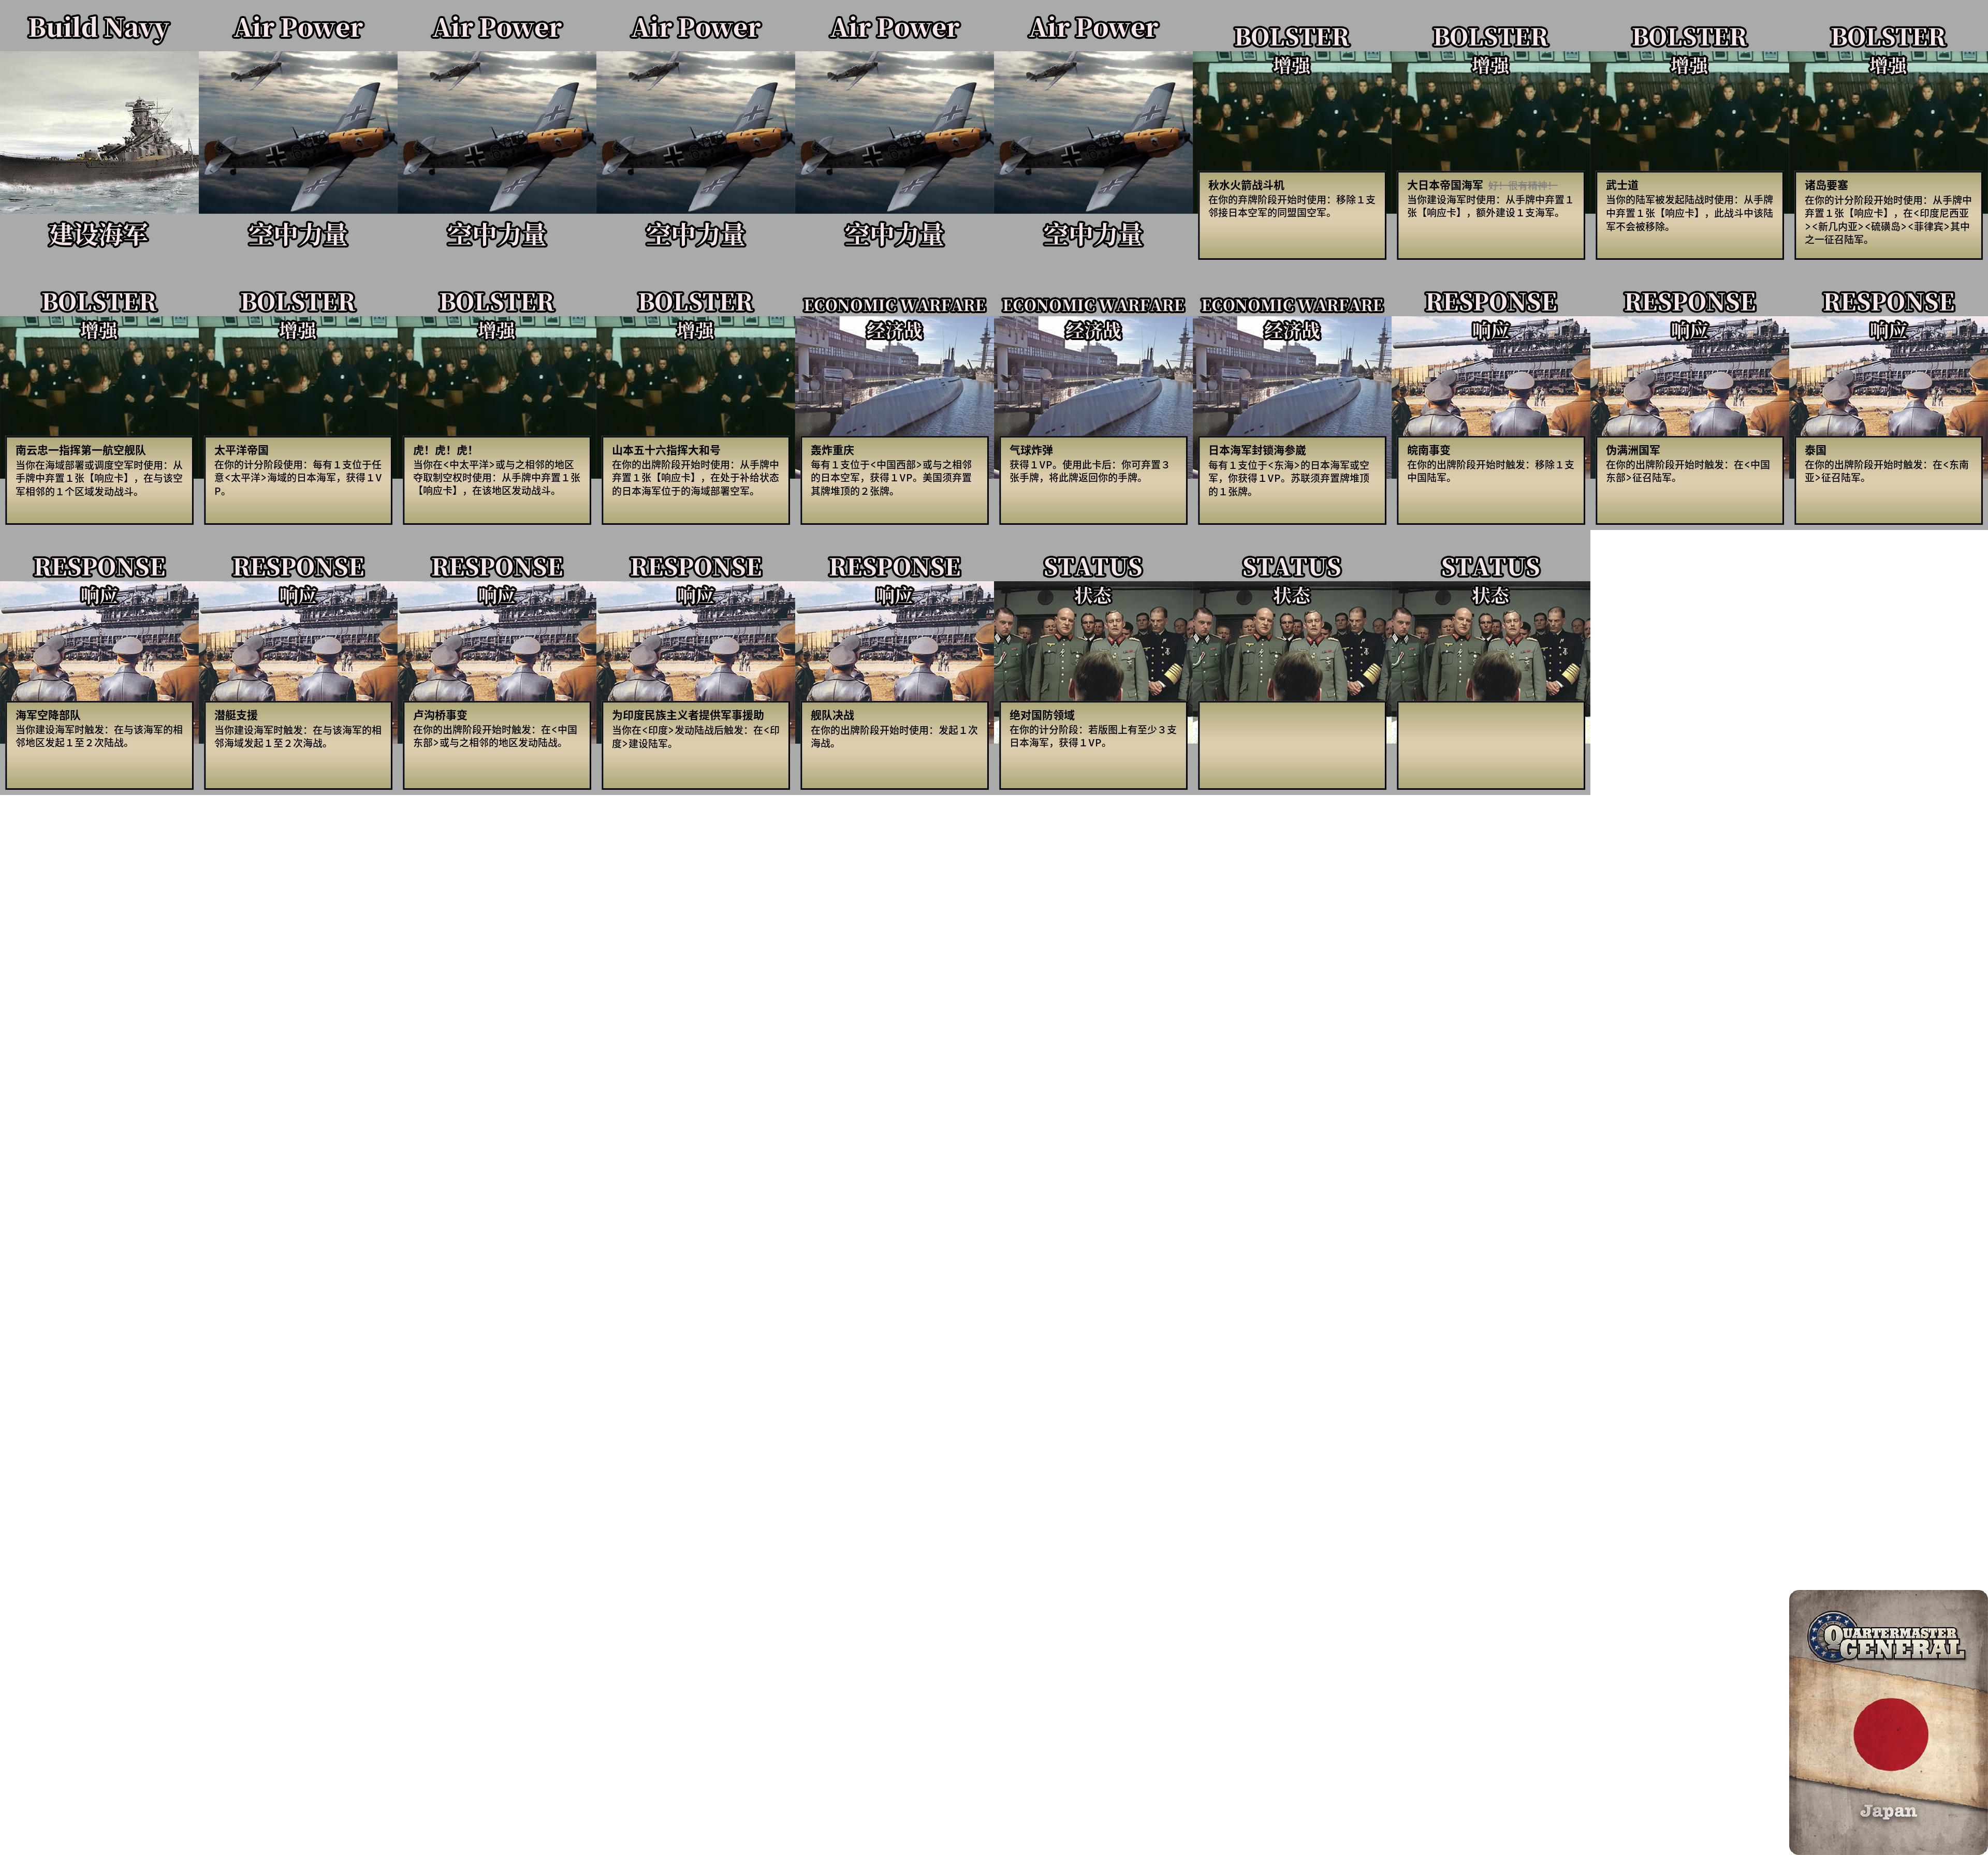 Build Navy
建设海军
Air Power
空中力量
Air Power
空中力量
Air Power
空中力量
Air Power
空中力量
Air Power
空中力量
BOLSTER
增强
秋水火箭战斗机
在你的弃牌阶段开始时使用：移除１支
邻接日本空军的同盟国空军。
BOLSTER
增强
大日本帝国海军 好！很有精神！
当你建设海军时使用：从手牌中弃置１
张【响应卡】，额外建设１支海军。
BOLSTER
增强
武士道
当你的陆军被发起陆战时使用：从手牌
中弃置１张【响应卡】，此战斗中该陆
军不会被移除。
BOLSTER
增强
诸岛要塞
在你的计分阶段开始时使用：从手牌中
弃置１张【响应卡】，在<印度尼西亚
><新几内亚><硫磺岛><菲律宾>其中
之一征召陆军。
BOLSTER
增强
南云忠一指挥第一航空舰队
当你在海域部署或调度空军时使用：从
手牌中弃置１张【响应卡】，在与该空
军相邻的１个区域发动战斗。
BOLSTER
增强
太平洋帝国
在你的计分阶段使用：每有１支位于任
意<太平洋>海域的日本海军，获得１V
P。
BOLSTER
增强
虎！虎！虎！
当你在<中太平洋>或与之相邻的地区
夺取制空权时使用：从手牌中弃置１张
【响应卡】，在该地区发动战斗。
BOLSTER
增强
山本五十六指挥大和号
在你的出牌阶段开始时使用：从手牌中
弃置１张【响应卡】，在处于补给状态
的日本海军位于的海域部署空军。
ECONOMIC WARFARE
经济战
轰炸重庆
每有１支位于<中国西部>或与之相邻
的日本空军，获得１VP。美国须弃置
其牌堆顶的２张牌。
ECONOMIC WARFARE
经济战
气球炸弹
获得１VP。使用此卡后：你可弃置３
张手牌，将此牌返回你的手牌。
ECONOMIC WARFARE
经济战
日本海军封锁海参崴
每有１支位于<东海>的日本海军或空
军，你获得１VP。苏联须弃置牌堆顶
的１张牌。
RESPONSE
响应
皖南事变
在你的出牌阶段开始时触发：移除１支
中国陆军。
RESPONSE
响应
伪满洲国军
在你的出牌阶段开始时触发：在<中国
东部>征召陆军。
RESPONSE
响应
泰国
在你的出牌阶段开始时触发：在<东南
亚>征召陆军。
RESPONSE
响应
海军空降部队
当你建设海军时触发：在与该海军的相
邻地区发起１至２次陆战。
RESPONSE
响应
潜艇支援
当你建设海军时触发：在与该海军的相
邻海域发起１至２次海战。
RESPONSE
响应
卢沟桥事变
在你的出牌阶段开始时触发：在<中国
东部>或与之相邻的地区发动陆战。
RESPONSE
响应
为印度民族主义者提供军事援助
当你在<印度>发动陆战后触发：在<印
度>建设陆军。
RESPONSE
响应
舰队决战
在你的出牌阶段开始时使用：发起１次
海战。
STATUS
状态
绝对国防领域
在你的计分阶段：若版图上有至少３支
日本海军，获得１VP。
STATUS
状态
STATUS
状态
QUARTERMASTER
GENERAL
Japan